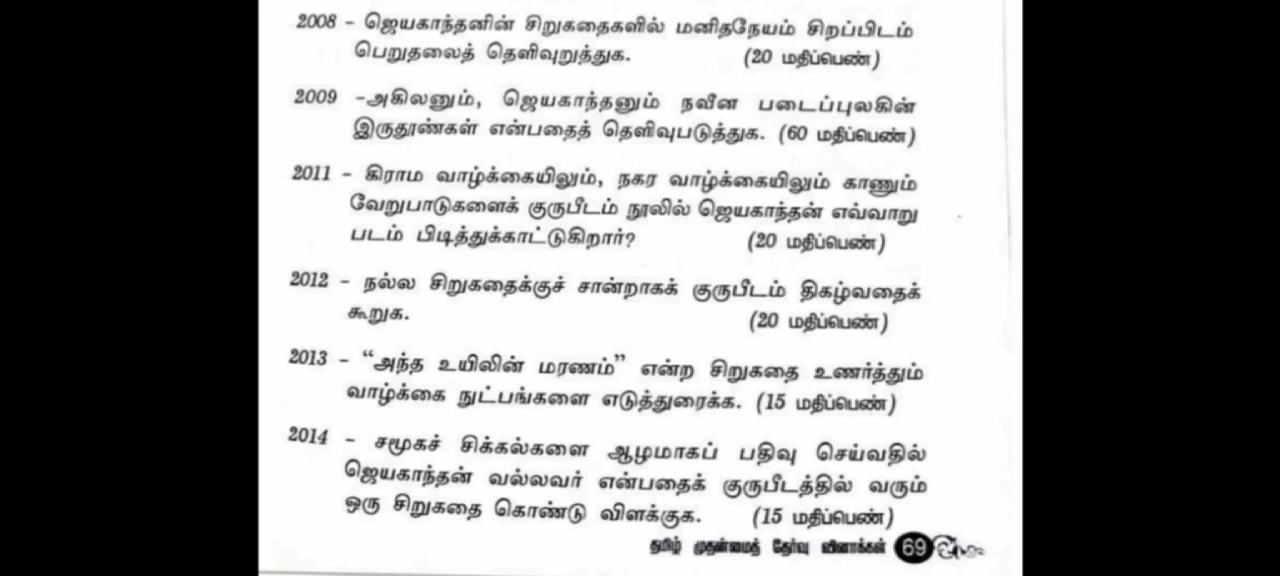 2008 - ஜெயகாந்தனின் சிறுகதைகளில் மனிதநேயம் சிறப்பிடம்
பெறுதலைத் தெளிவுறுத்துக. (20 மதிப்பெண்)
2009 -அகிலனும், ஜெயகாந்தனும் நவீன படைப்புலகின்
இருதூண்கள் என்பதைத் தெளிவுபடுத்துக. (60 மதிப்பெண்)
2011 - கிராம வாழ்க்கையிலும், நகர வாழ்க்கையிலும் காணும்
வேறுபாடுகளைக் குருபீடம் நூலில் ஜெயகாந்தன் எவ்வாறு
படம் பிடித்துக்காட்டுகிறார்? (20 மதிப்பெண்)
2012 - நல்ல சிறுகதைக்குச் சான்றாகக் குருபீடம் திகழ்வதைக்
கூறுக. (20 மதிப்பெண்)
2013 - “அந்த உயிலின் மரணம்” என்ற சிறுகதை உணர்த்தும்
வாழ்க்கை நுட்பங்களை எடுத்துரைக்க. (15 மதிப்பெண்)
2014 - சமூகச் சிக்கல்களை ஆழமாகப் பதிவு செய்வதில்
ஜெயகாந்தன் வல்லவர் என்பதைக் குருபீடத்தில் வரும்
ஒரு சிறுகதை கொண்டு விளக்குக. (15 மதிப்பெண்)
தமிழ் முதன்மைத் தேர்வு வினாக்கள் 69